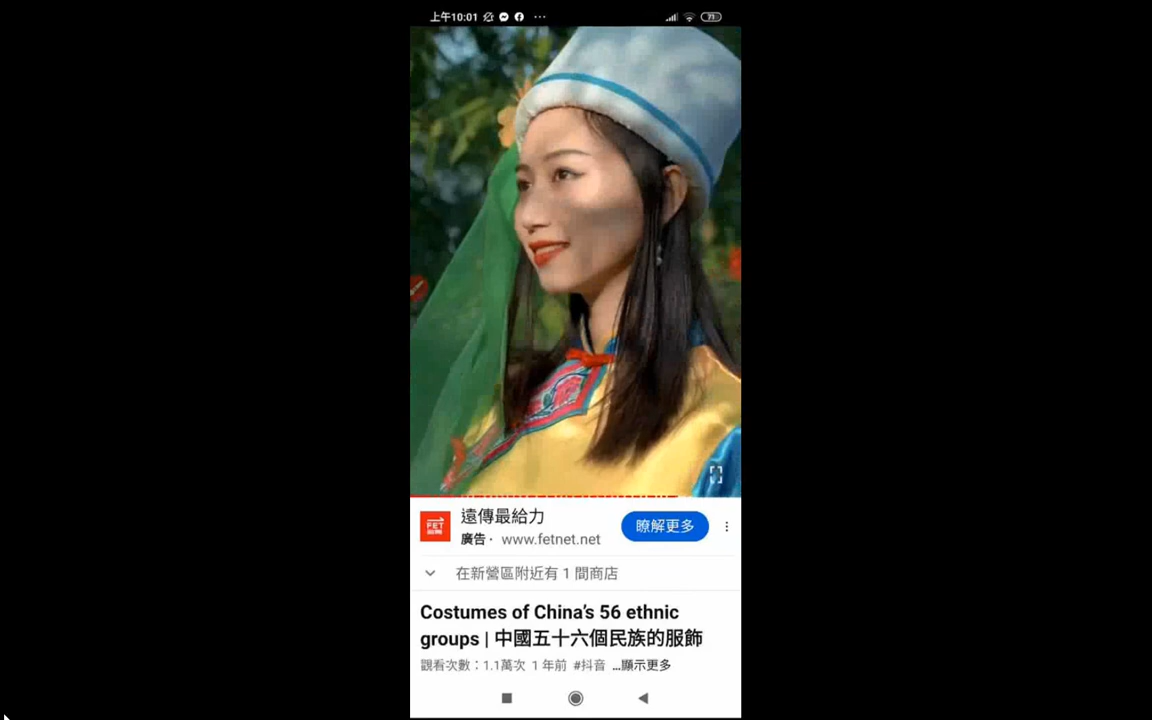 上午10:01 ··· 73
遠傳最給力
FET
廣告 · www.fetnet.net
瞭解更多
在新營區附近有 1 間商店
Costumes of China’s 56 ethnic
groups | 中國五十六個民族的服飾
觀看次數：1.1萬次 1 年前 #抖音 ...顯示更多